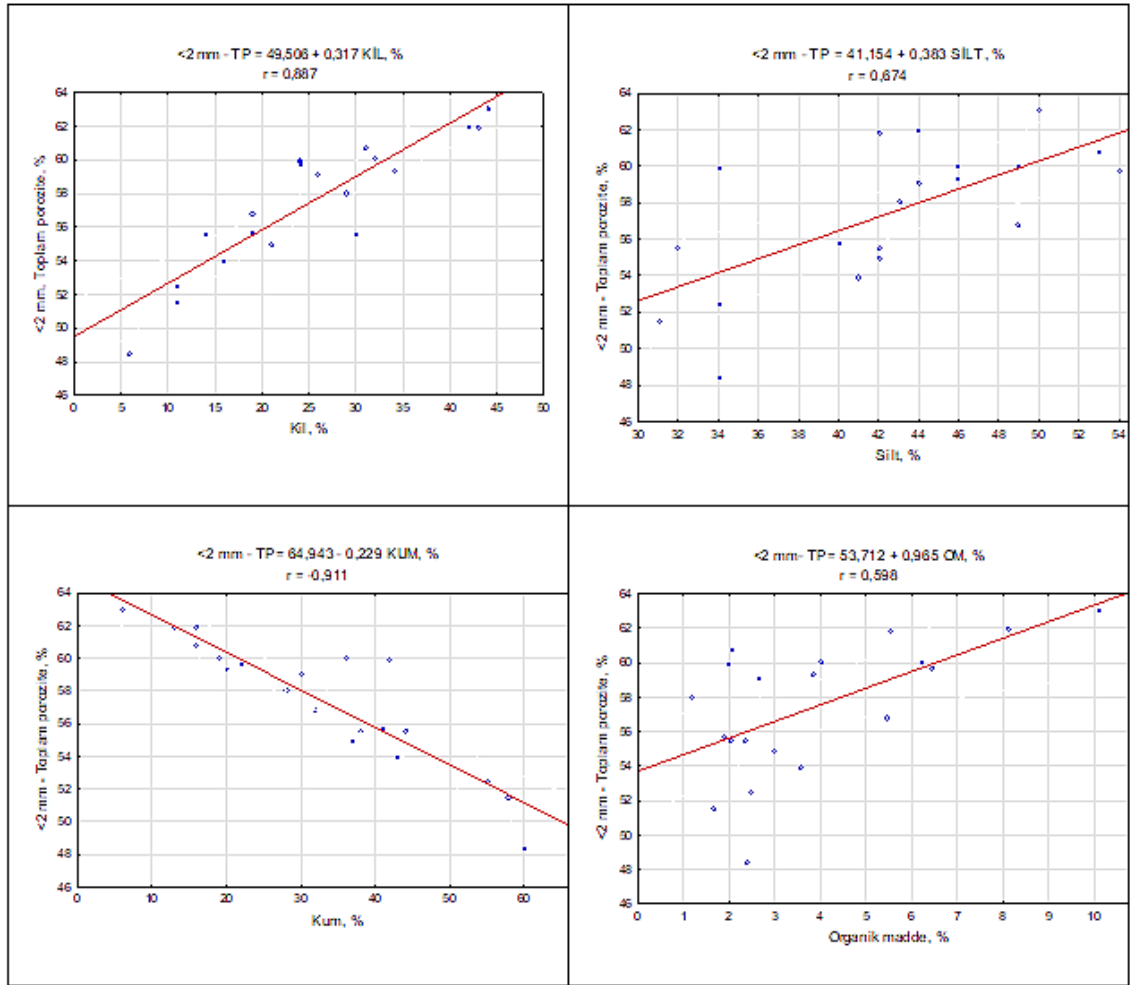 <2 mm - TP = 49,506 + 0,317 KİL, %
r = 0,887
<2 mm, Toplam porozite, %
64
62
60
58
56
54
52
50
48
46
0 5 10 15 20 25 30 35 40 45 50
Kil, %
<2 mm - TP = 41,154 + 0,383 SİLT, %
r = 0,674
<2 mm - Toplam porozite, %
64
62
60
58
56
54
52
50
48
46
30 32 34 36 38 40 42 44 46 48 50 52 54
Silt, %
<2 mm - TP = 64,943 - 0,229 KUM, %
r = -0,911
<2 mm - Toplam porozite, %
64
62
60
58
56
54
52
50
48
46
0 10 20 30 40 50 60
Kum, %
<2 mm- TP = 53,712 + 0,965 OM, %
r = 0,598
<2 mm - Toplam porozite, %
64
62
60
58
56
54
52
50
48
46
0 1 2 3 4 5 6 7 8 9 10
Organik madde, %